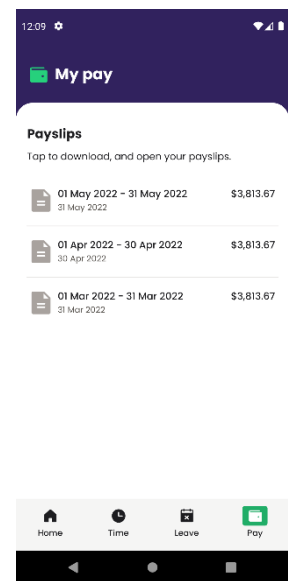 12:09
My pay
Payslips
Tap to download, and open your payslips.
01 May 2022 - 31 May 2022 $3,813.67
31 May 2022
01 Apr 2022 - 30 Apr 2022 $3,813.67
30 Apr 2022
01 Mar 2022 - 31 Mar 2022 $3,813.67
31 Mar 2022
Home Time Leave Pay